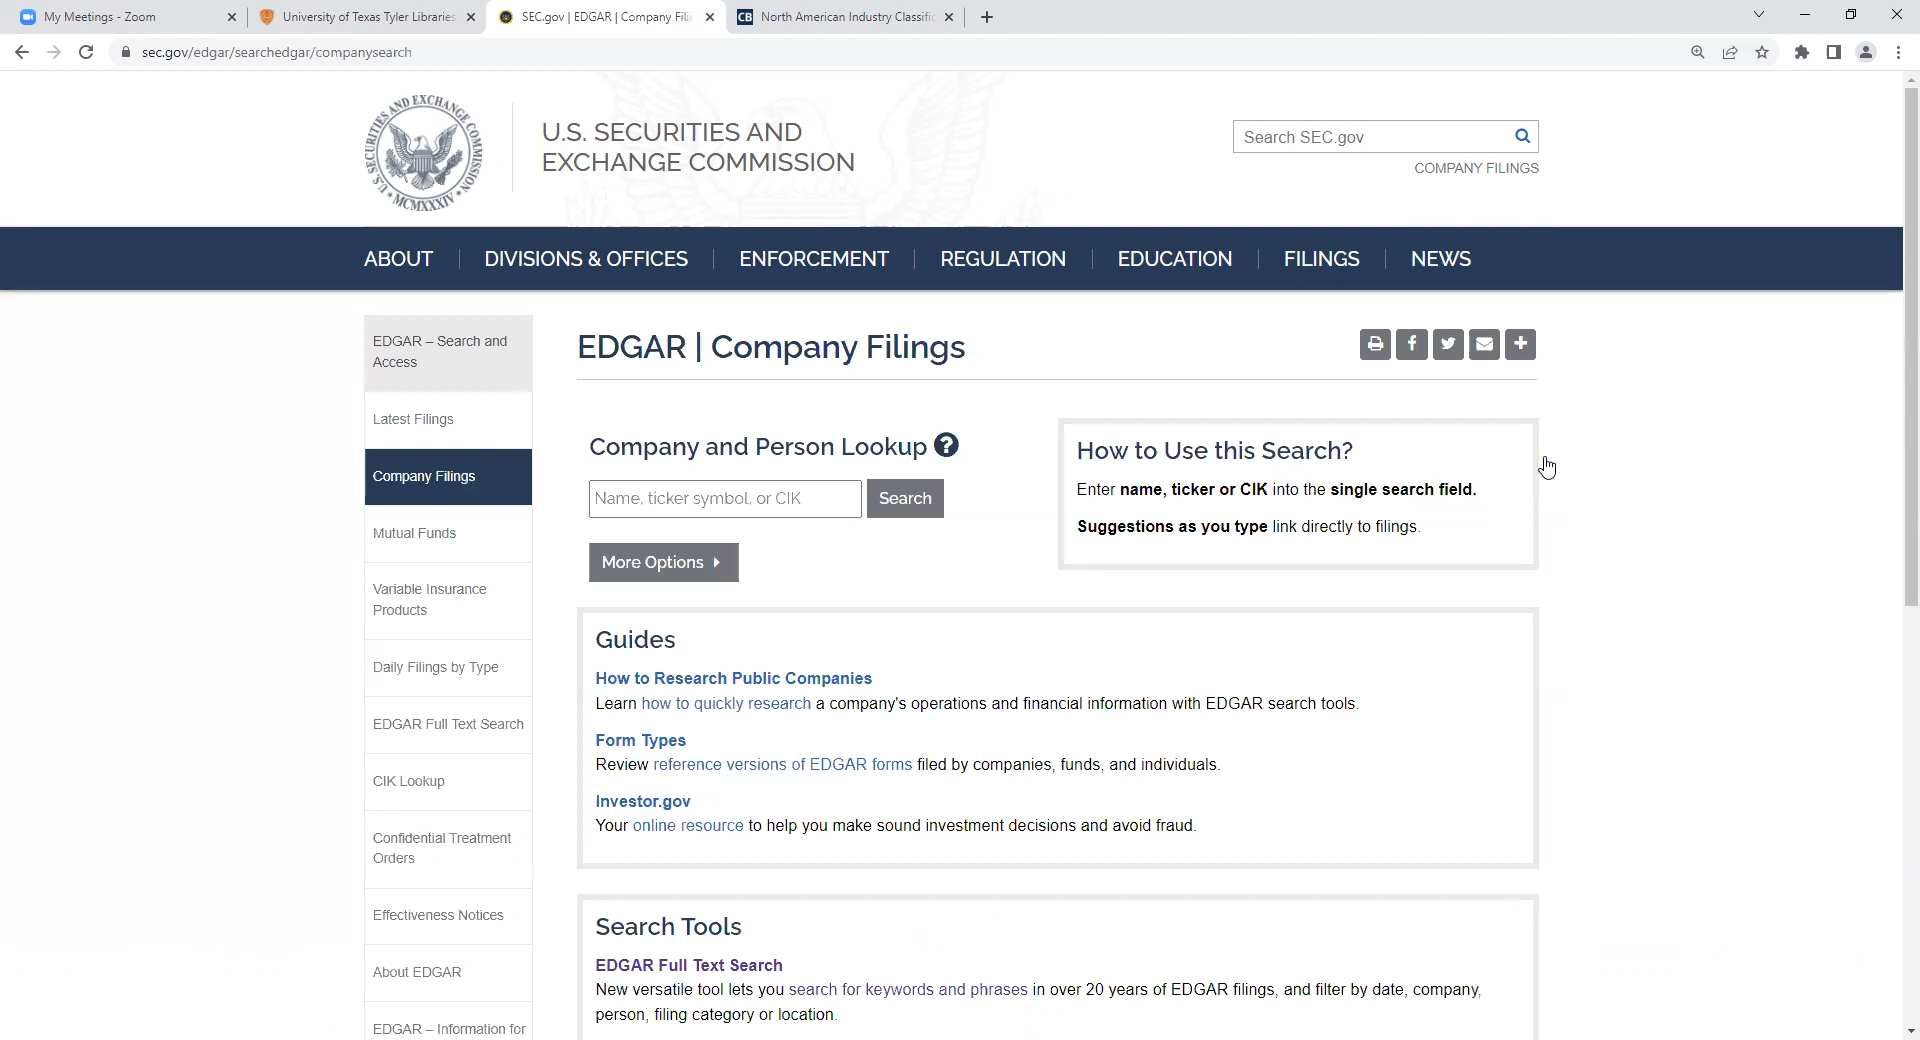 My Meetings - Zoom
University of Texas Tyler Libraries
SEC.gov | EDGAR | Company Fili
CB North American Industry Classific
sec.gov/edgar/searchedgar/companysearch
U.S. SECURITIES AND EXCHANGE COMMISSION
MCMXXXIV
U.S. SECURITIES AND
EXCHANGE COMMISSION
Search SEC.gov
COMPANY FILINGS
ABOUT
DIVISIONS & OFFICES
ENFORCEMENT
REGULATION
EDUCATION
FILINGS
NEWS
EDGAR – Search and
Access
Latest Filings
Company Filings
Mutual Funds
Variable Insurance
Products
Daily Filings by Type
EDGAR Full Text Search
CIK Lookup
Confidential Treatment
Orders
Effectiveness Notices
About EDGAR
EDGAR – Information for
EDGAR | Company Filings
Company and Person Lookup
Name, ticker symbol, or CIK
Search
More Options
How to Use this Search?
Enter name, ticker or CIK into the single search field.
Suggestions as you type link directly to filings.
Guides
How to Research Public Companies
Learn how to quickly research a company's operations and financial information with EDGAR search tools.
Form Types
Review reference versions of EDGAR forms filed by companies, funds, and individuals.
Investor.gov
Your online resource to help you make sound investment decisions and avoid fraud.
Search Tools
EDGAR Full Text Search
New versatile tool lets you search for keywords and phrases in over 20 years of EDGAR filings, and filter by date, company,
person, filing category or location.